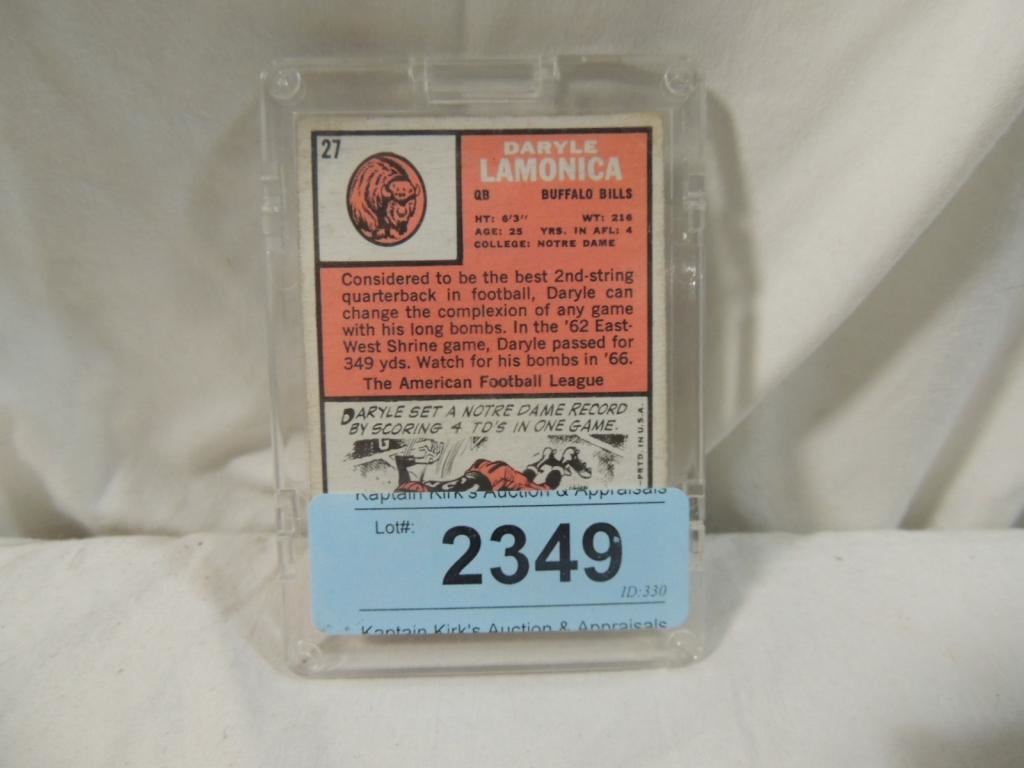 27
DARYLE
LAMONICA
QB BUFFALO BILLS
HT: 6'3" WT: 216
AGE: 25 YRS. IN AFL: 4
COLLEGE: NOTRE DAME
Considered to be the best 2nd-string
quarterback in football, Daryle can
change the complexion of any game
with his long bombs. In the '62 East-
West Shrine game, Daryle passed for
349 yds. Watch for his bombs in '66.
The American Football League
DARYLE SET A NOTRE DAME RECORD
BY SCORING 4 TD'S IN ONE GAME.
-PRTD. IN U.S.A.
Kaptain Kirk's Auction & Appraisals
Lot#:
2349
ID:330
Kaptain Kirk's Auction & Appraisals